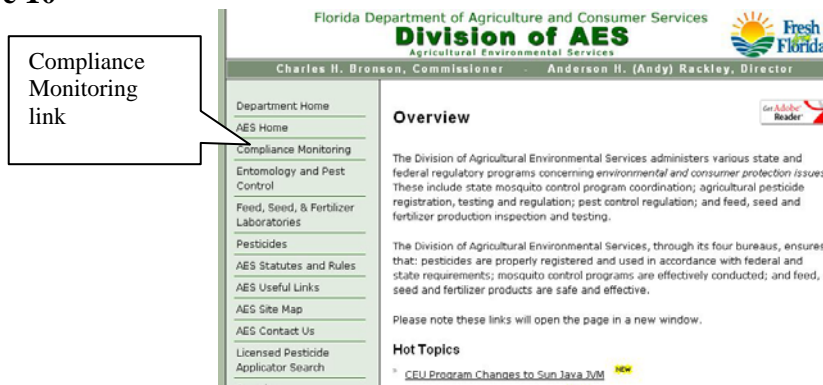 Florida Department of Agriculture and Consumer Services
Division of AES
Agricultural Environmental Services
Fresh
Florida
Charles H. Bronson, Commissioner - Anderson H. (Andy) Rackley, Director
Compliance
Monitoring
link
Department Home
AES Home
Compliance Monitoring
Entomology and Pest
Control
Feed, Seed, & Fertilizer
Laboratories
Pesticides
AES Statutes and Rules
AES Useful Links
AES Site Map
AES Contact Us
Licensed Pesticide
Applicator Search
Overview
Get Adobe
Reader
The Division of Agricultural Environmental Services administers various state and
federal regulatory programs concerning environmental and consumer protection issues
These include state mosquito control program coordination; agricultural pesticide
registration, testing and regulation; pest control regulation; and feed, seed and
fertilizer production inspection and testing.
The Division of Agricultural Environmental Services, through its four bureaus, ensures
that: pesticides are properly registered and used in accordance with federal and
state requirements; mosquito control programs are effectively conducted; and feed,
seed and fertilizer products are safe and effective.
Please note these links will open the page in a new window.
Hot Topics
CEU Program Changes to Sun Java JVM NEW